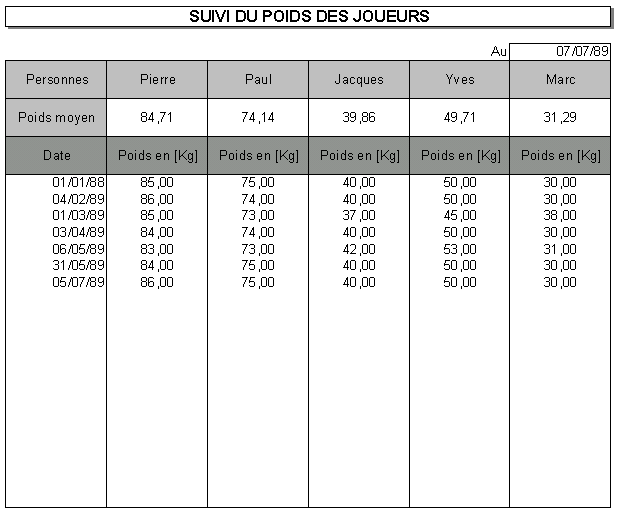 SUIVI DU POIDS DES JOUEURS
Au 07/07/89
Personnes Pierre Paul Jacques Yves Marc
Poids moyen 84,71 74,14 39,86 49,71 31,29
Date Poids en [Kg] Poids en [Kg] Poids en [Kg] Poids en [Kg] Poids en [Kg]
01/01/88 85,00 75,00 40,00 50,00 30,00
04/02/89 86,00 74,00 40,00 50,00 30,00
01/03/89 85,00 73,00 37,00 45,00 38,00
03/04/89 84,00 74,00 40,00 50,00 30,00
06/05/89 83,00 73,00 42,00 53,00 31,00
31/05/89 84,00 75,00 40,00 50,00 30,00
05/07/89 86,00 75,00 40,00 50,00 30,00